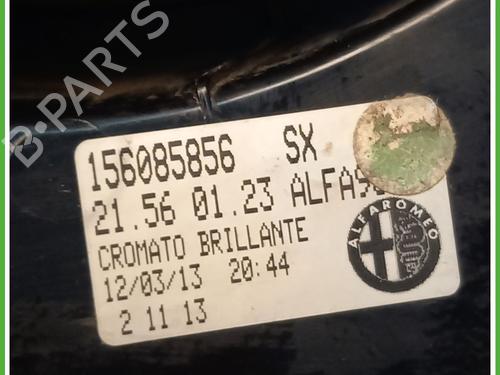 B-PARTS
156085856 SX
21.56 01.23 ALFA
CROMATO BRILLANTE
12/03/13 20:44
2 11 13
ALFA ROMEO